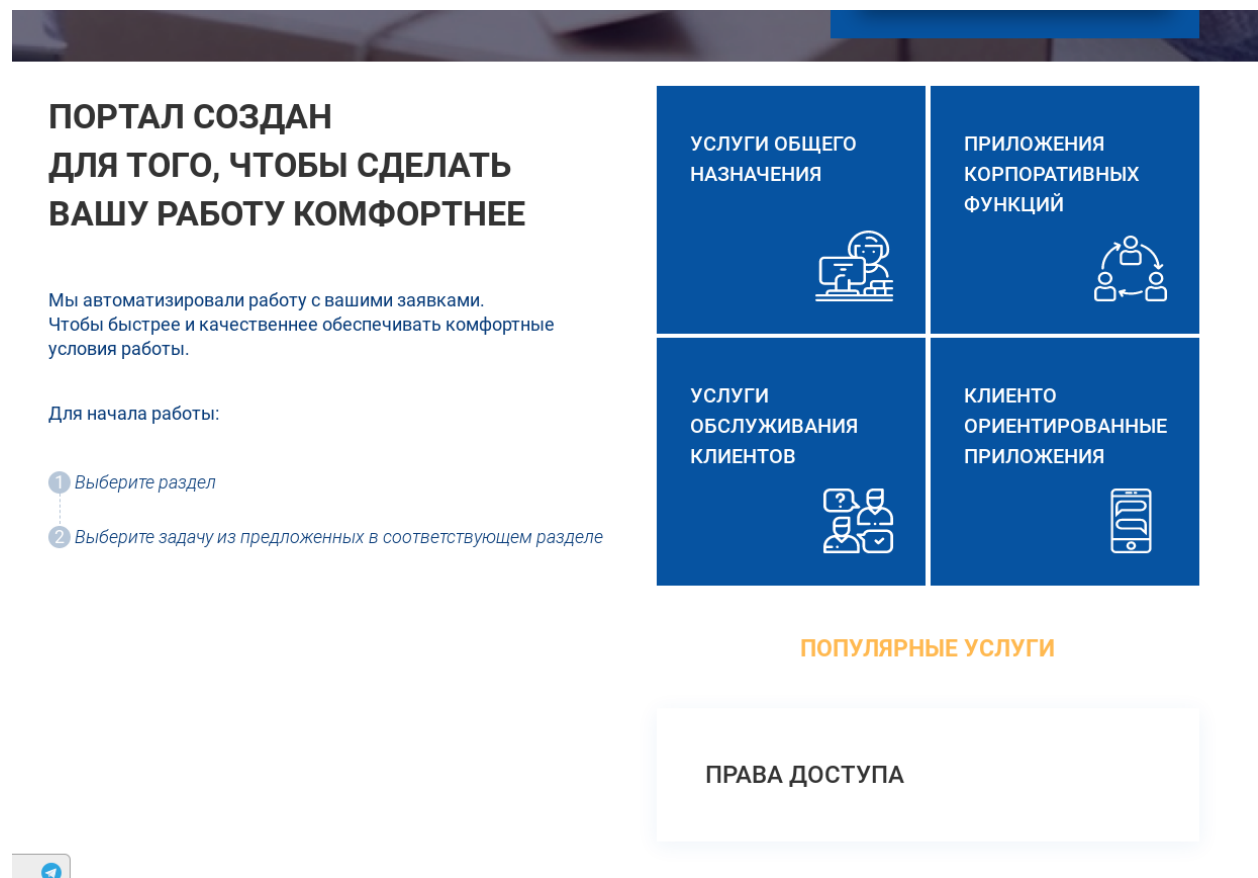 ПОРТАЛ СОЗДАН
ДЛЯ ТОГО, ЧТОБЫ СДЕЛАТЬ
ВАШУ РАБОТУ КОМФОРТНЕЕ
Мы автоматизировали работу с вашими заявками.
Чтобы быстрее и качественнее обеспечивать комфортные
условия работы.
Для начала работы:
1 Выберите раздел
2 Выберите задачу из предложенных в соответствующем разделе
УСЛУГИ ОБЩЕГО
НАЗНАЧЕНИЯ
ПРИЛОЖЕНИЯ
КОРПОРАТИВНЫХ
ФУНКЦИЙ
УСЛУГИ
ОБСЛУЖИВАНИЯ
КЛИЕНТОВ
КЛИЕНТО
ОРИЕНТИРОВАННЫЕ
ПРИЛОЖЕНИЯ
ПОПУЛЯРНЫЕ УСЛУГИ
ПРАВА ДОСТУПА